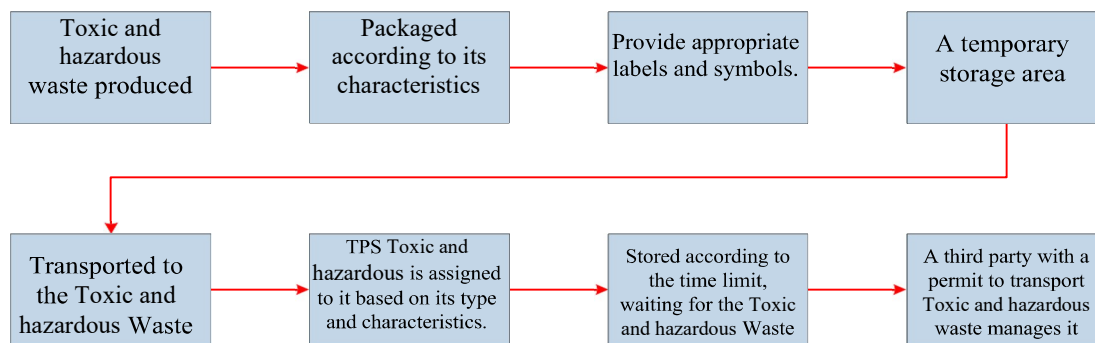 Toxic and
hazardous
waste produced
Packaged
according to its
characteristics
Provide appropriate
labels and symbols.
A temporary
storage area
Transported to
the Toxic and
hazardous Waste
TPS Toxic and
hazardous is assigned
to it based on its type
and characteristics.
Stored according to
the time limit,
waiting for the Toxic
and hazardous Waste
A third party with a
permit to transport
Toxic and hazardous
waste manages it